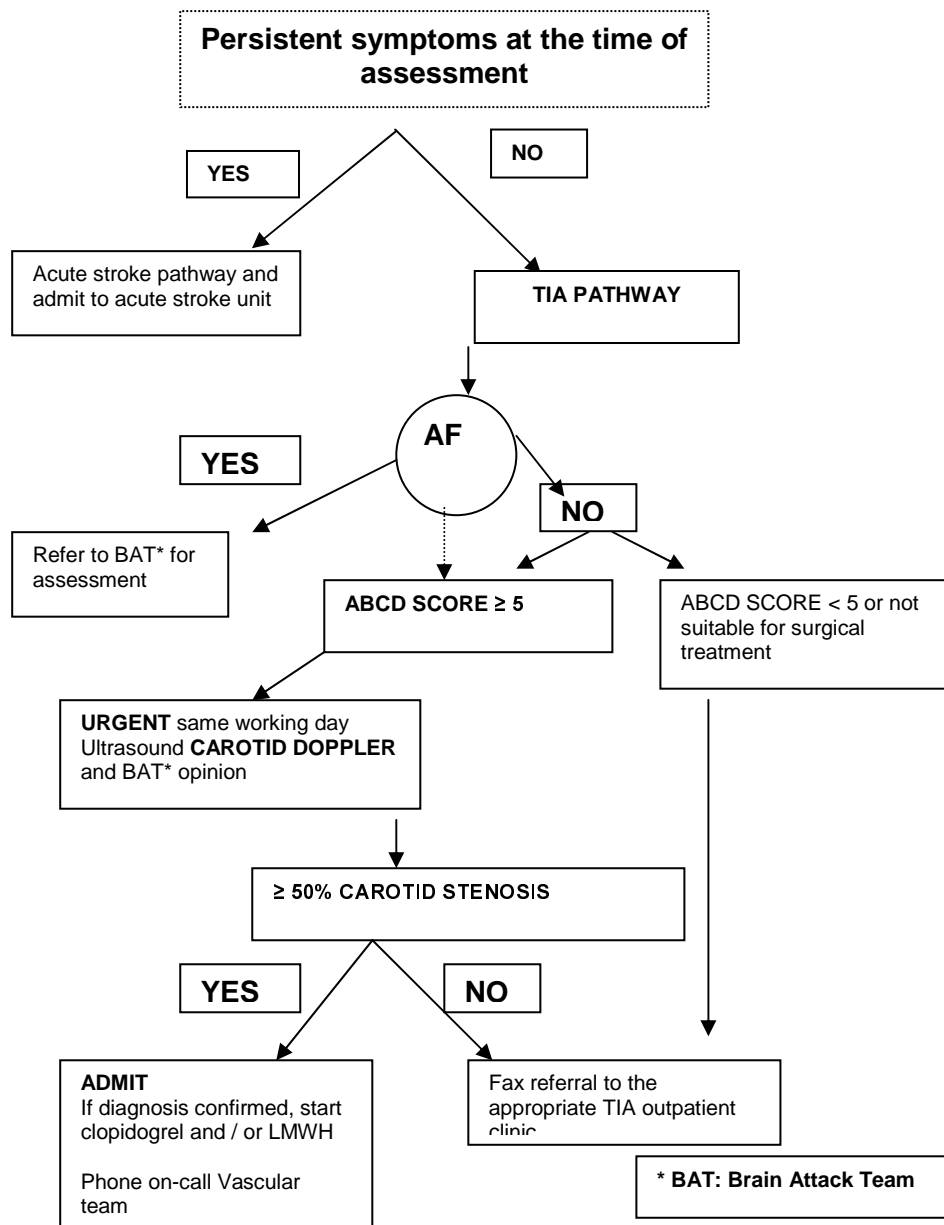 Persistent symptoms at the time of
assessment
YES
NO
Acute stroke pathway and
admit to acute stroke unit
TIA PATHWAY
AF
YES
NO
Refer to BAT* for
assessment
ABCD SCORE ≥ 5
ABCD SCORE < 5 or not
suitable for surgical
treatment
URGENT same working day
Ultrasound CAROTID DOPPLER
and BAT* opinion
≥ 50% CAROTID STENOSIS
YES
NO
ADMIT
If diagnosis confirmed, start
clopidogrel and / or LMWH
Phone on-call Vascular
team
Fax referral to the
appropriate TIA outpatient
clinic
* BAT: Brain Attack Team